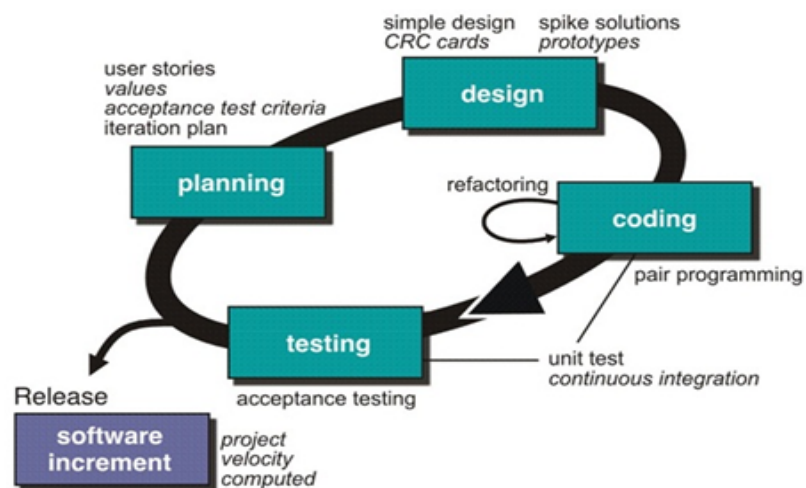 simple design
CRC cards
spike solutions
prototypes
user stories
values
acceptance test criteria
iteration plan
design
planning
refactoring
coding
pair programming
testing
unit test
continuous integration
acceptance testing
Release
software
increment
project
velocity
computed